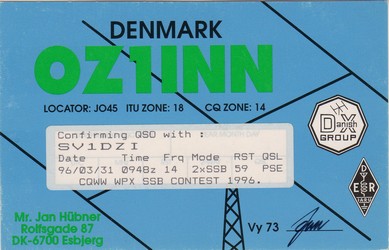 DENMARK
OZ1INN
LOCATOR: JO45 ITU ZONE: 18 CQ ZONE: 14
Confirming QSO with :
SV1DZI
Date Time Frq Mode RST QSL
96/03/31 0948z 14 2xSSB 59 PSE
CQWW WPX SSB CONTEST 1996.
Danish
DX
GROUP
Mr. Jan Hübner
Rolfsgade 87
DK-6700 Esbjerg
Vy 73
E D R
IARU